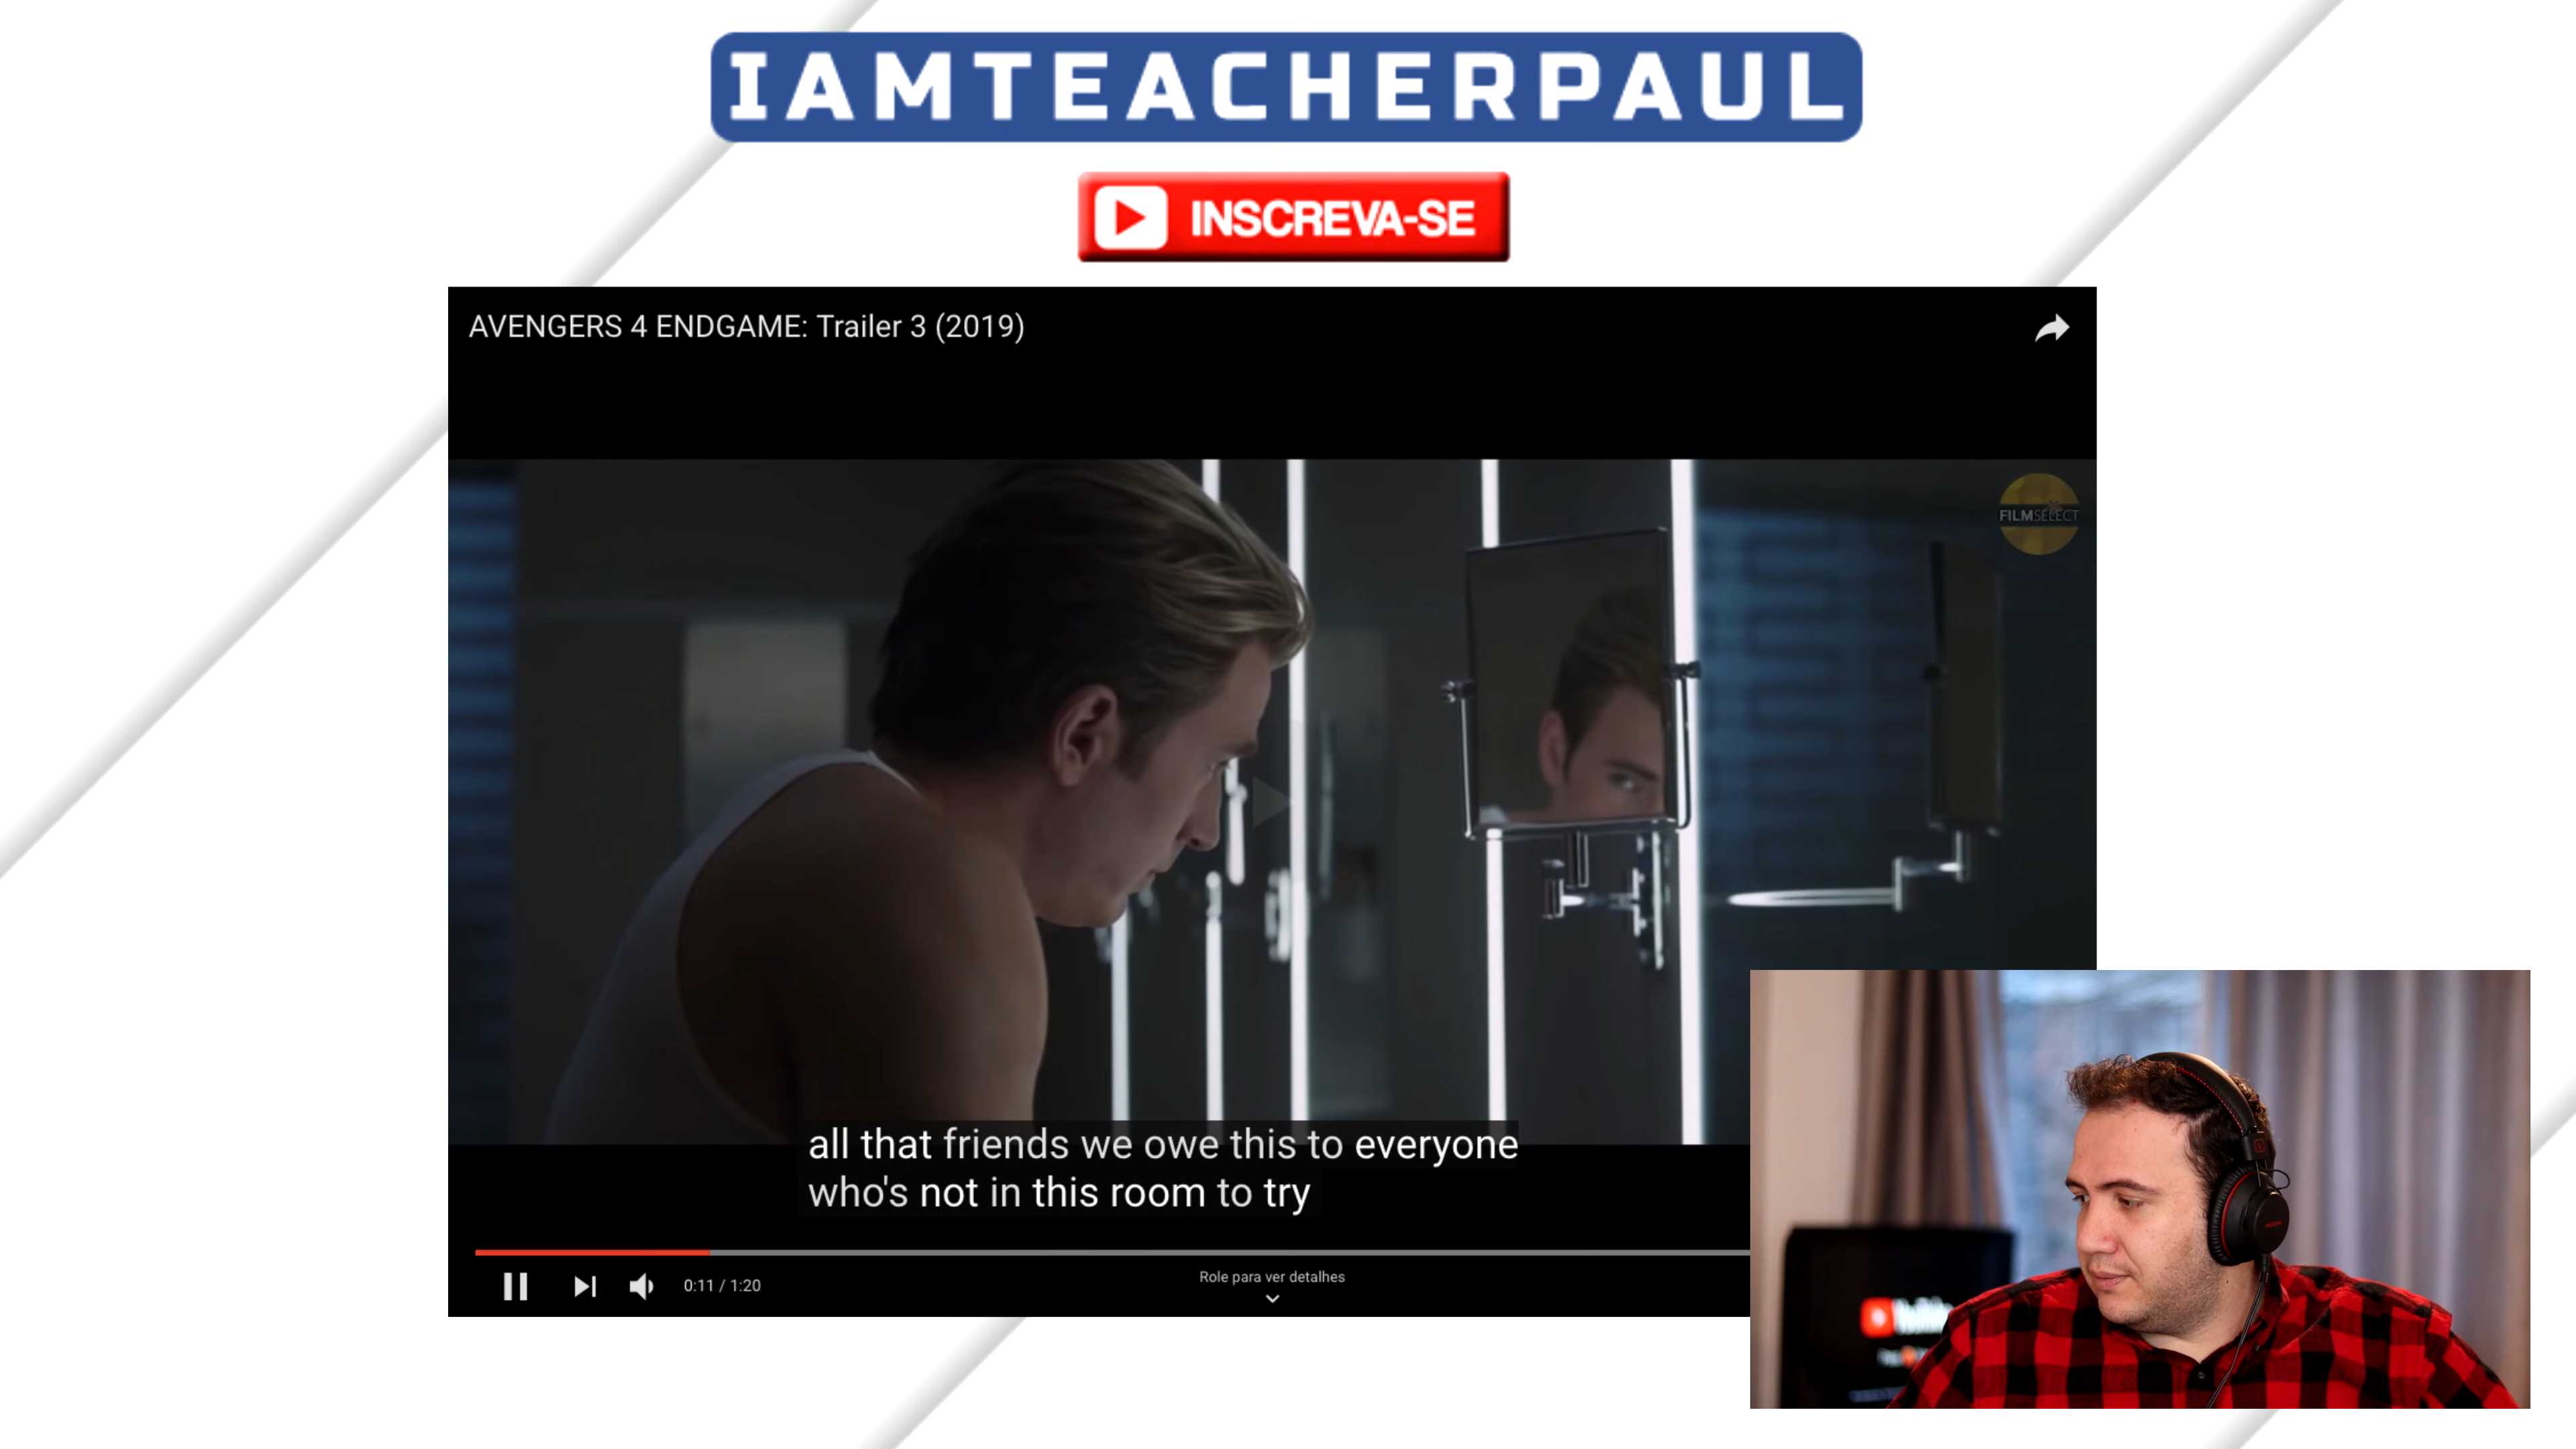 IAMTEACHERPAUL
INSCREVA-SE
AVENGERS 4 ENDGAME: Trailer 3 (2019)
FILMSELECT
all that friends we owe this to everyone
who's not in this room to try
0:11 / 1:20
Role para ver detalhes
YouTube